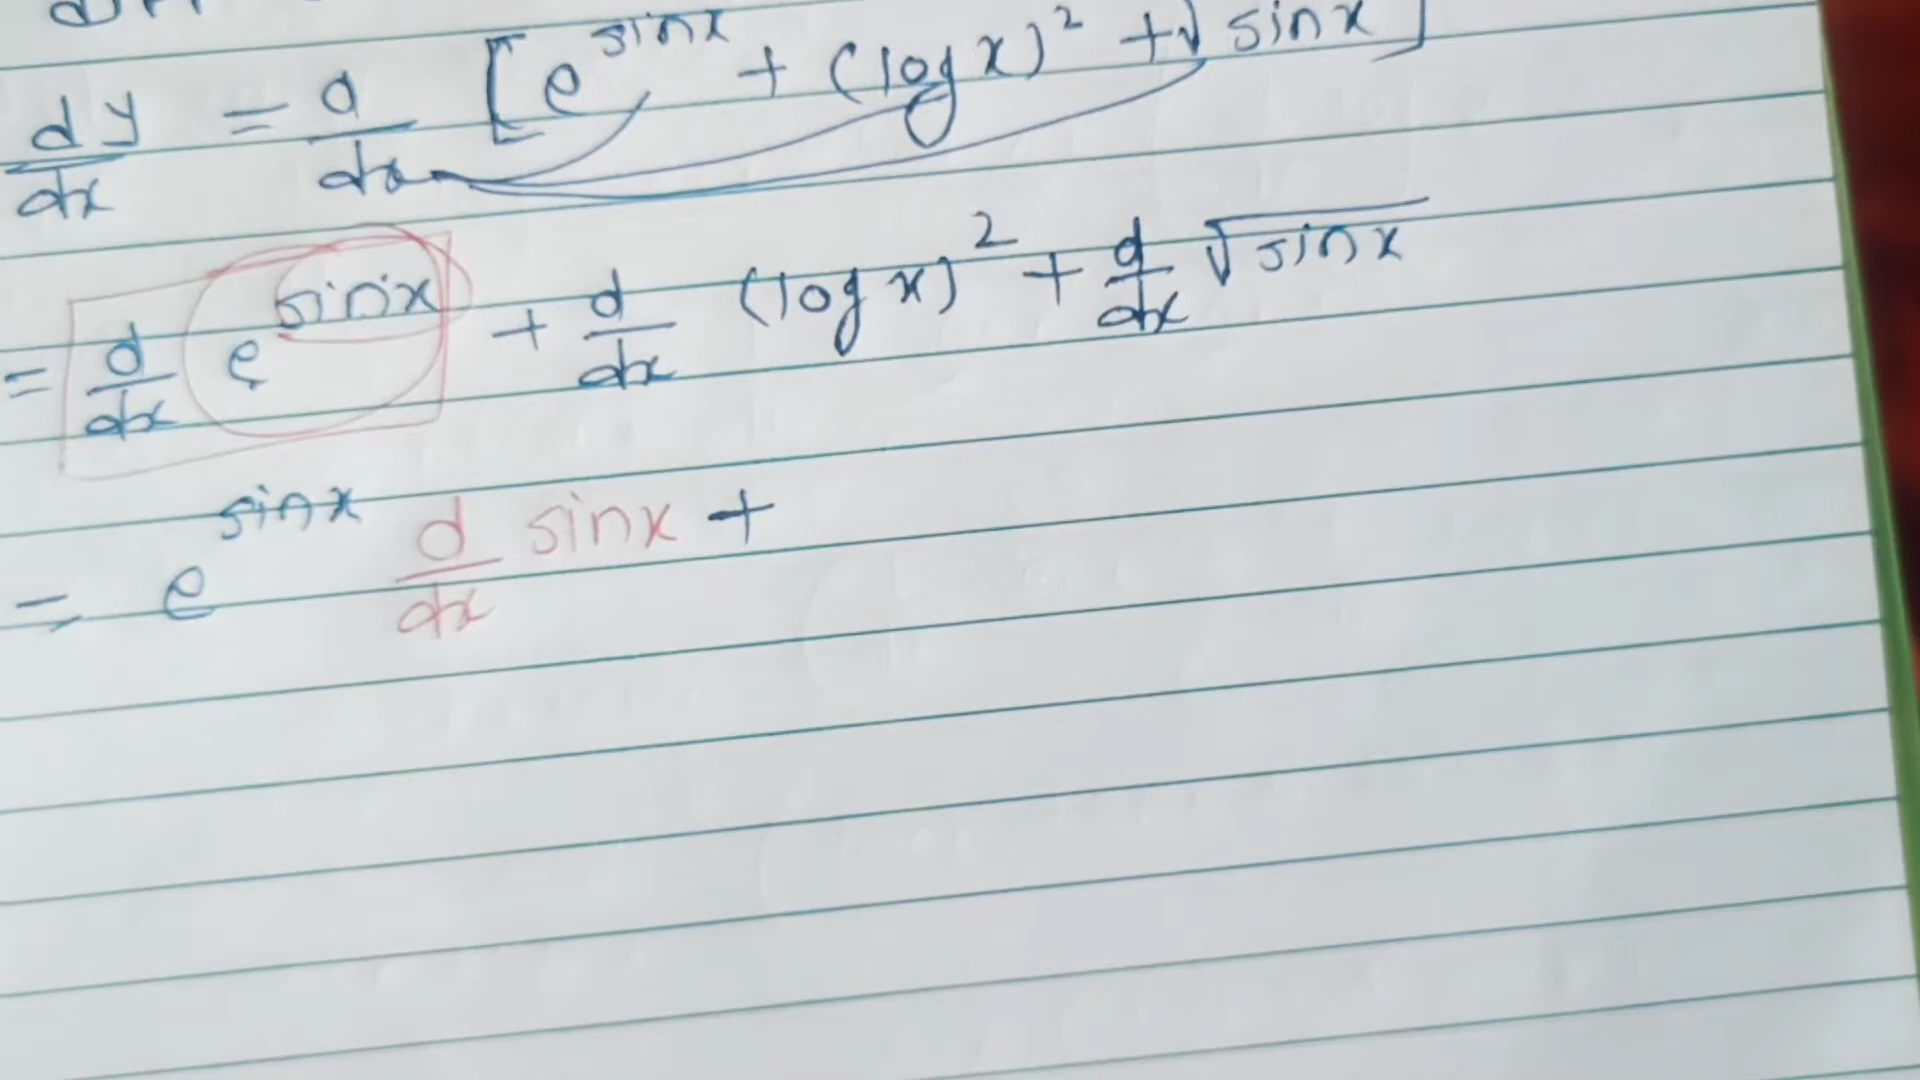 dy/dx = d/dx [e^sinx + (log x)^2 + √sinx]
= d/dx e^sinx + d/dx (log x)^2 + d/dx √sinx
= e^sinx d/dx sinx +